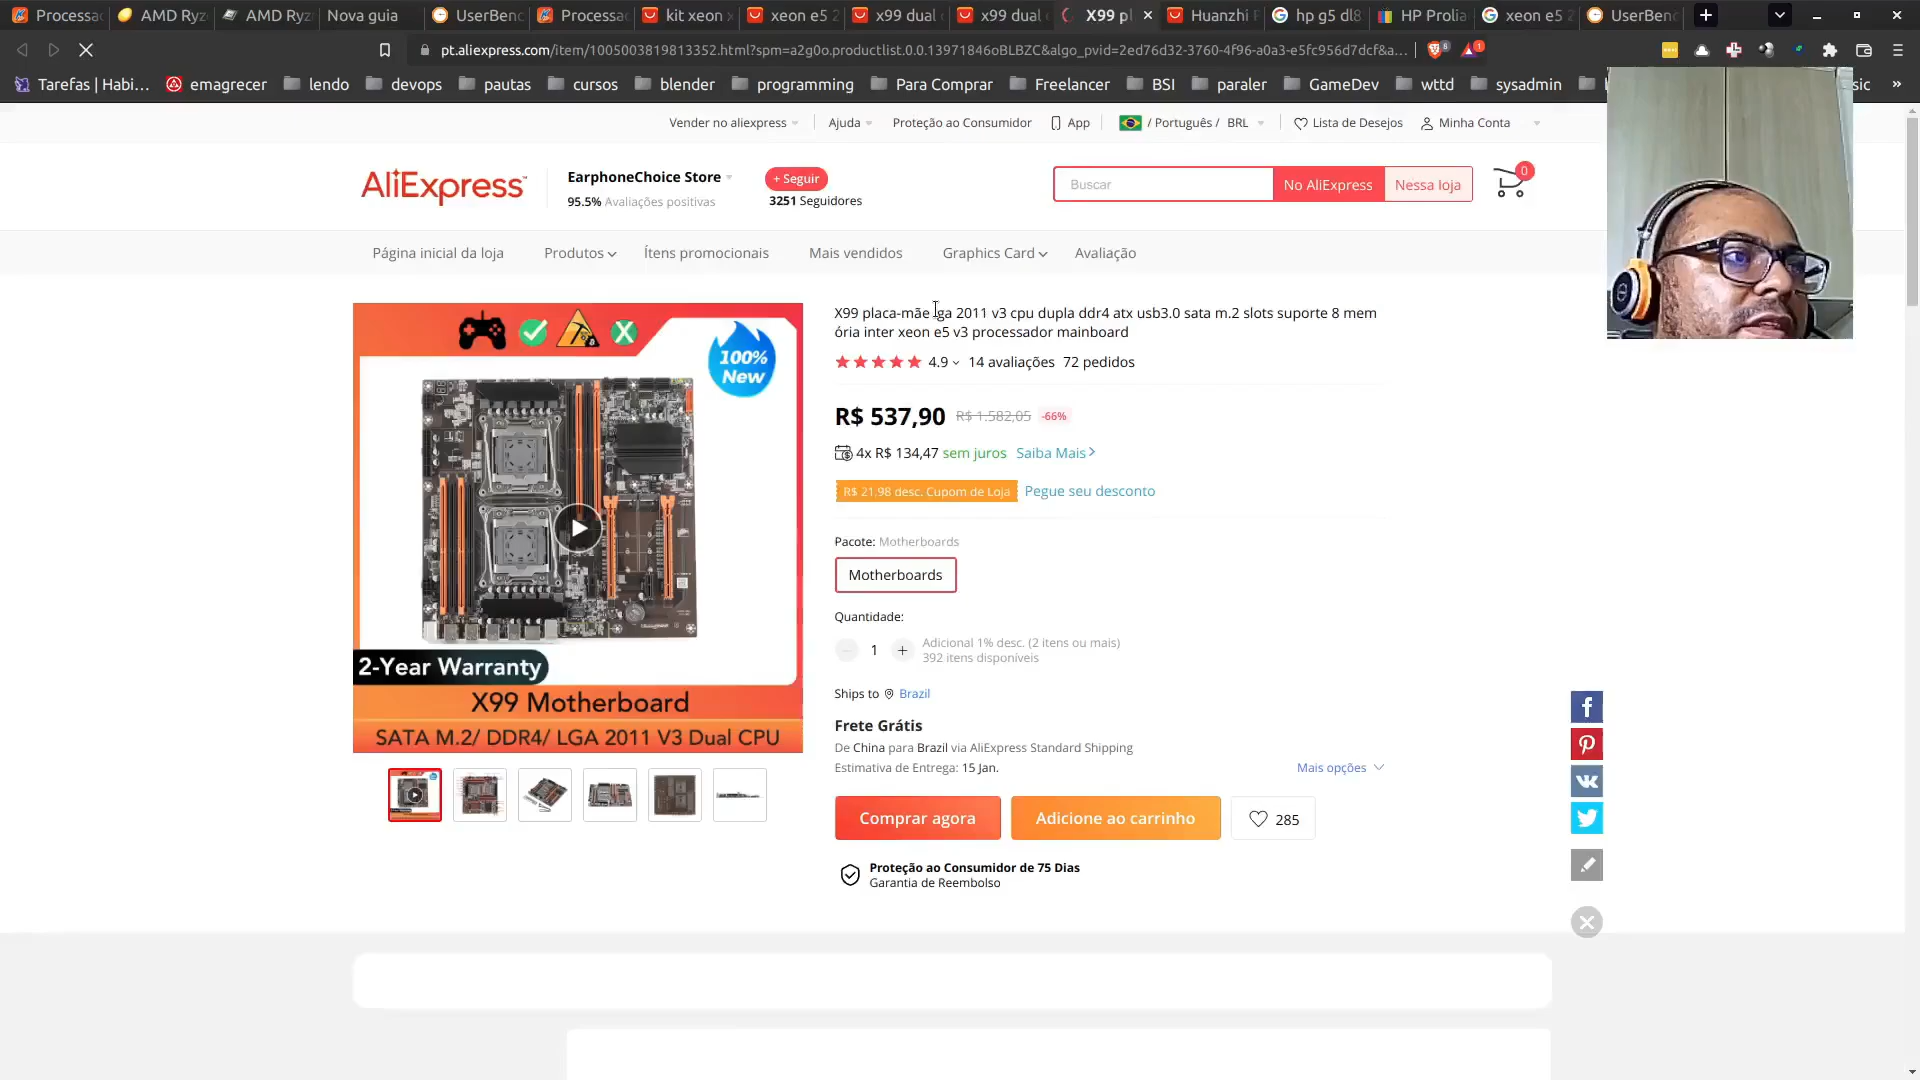 Processa
AMD Ryz
AMD Ryz
Nova guia
UserBen
Processa
kit xeon x
xeon e5 2
x99 dual
x99 dual c
X99 pl
Huanzhi
hp g5 dl8
HP Prolia
xeon e5 2
UserBen
pt.aliexpress.com/item/1005003819813352.html?spm=a2g0o.productlist.0.0.13971846oBLBZC&algo_pvid=2ed76d32-3760-4f96-a0a3-e5fc956d7dcf&a...
Tarefas | Habi...
emagrecer
lendo
devops
pautas
cursos
blender
programming
Para Comprar
Freelancer
BSI
paraler
GameDev
wttd
sysadmin
sic
»
Vender no aliexpress
Ajuda
Proteção ao Consumidor
App
/ Português / BRL
Lista de Desejos
Minha Conta
AliExpress
EarphoneChoice Store
95.5% Avaliações positivas
+ Seguir
3251 Seguidores
Buscar
No AliExpress
Nessa loja
0
Página inicial da loja
Produtos
Ítens promocionais
Mais vendidos
Graphics Card
Avaliação
100%
New
2-Year Warranty
X99 Motherboard
SATA M.2/ DDR4/ LGA 2011 V3 Dual CPU
X99 placa-mãe lga 2011 v3 cpu dupla ddr4 atx usb3.0 sata m.2 slots suporte 8 mem
ória inter xeon e5 v3 processador mainboard
4.9 14 avaliações 72 pedidos
R$ 537,90 R$ 1.582,05 -66%
4x R$ 134,47 sem juros Saiba Mais
R$ 21,98 desc. Cupom de Loja Pegue seu desconto
Pacote: Motherboards
Motherboards
Quantidade:
1
Adicional 1% desc. (2 itens ou mais)
392 itens disponíveis
Ships to Brazil
Frete Grátis
De China para Brazil via AliExpress Standard Shipping
Estimativa de Entrega: 15 Jan.
Mais opções
Comprar agora
Adicione ao carrinho
285
Proteção ao Consumidor de 75 Dias
Garantia de Reembolso